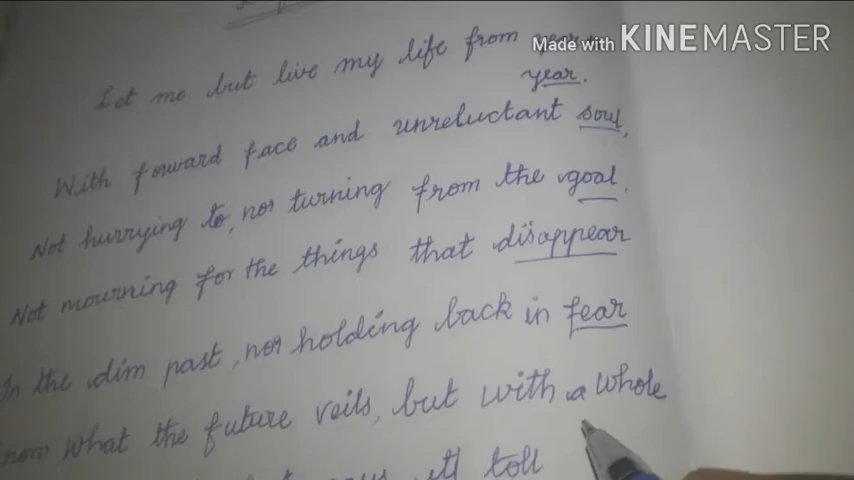 Made with KINEMASTER
Let me but live my life from year
year.
With forward face and unreluctant soul,
Not hurrying to, nor turning from the goal.
Not mourning for the things that disappear
In the dim past, nor holding back in fear
From what the future veils, but with a whole
toll